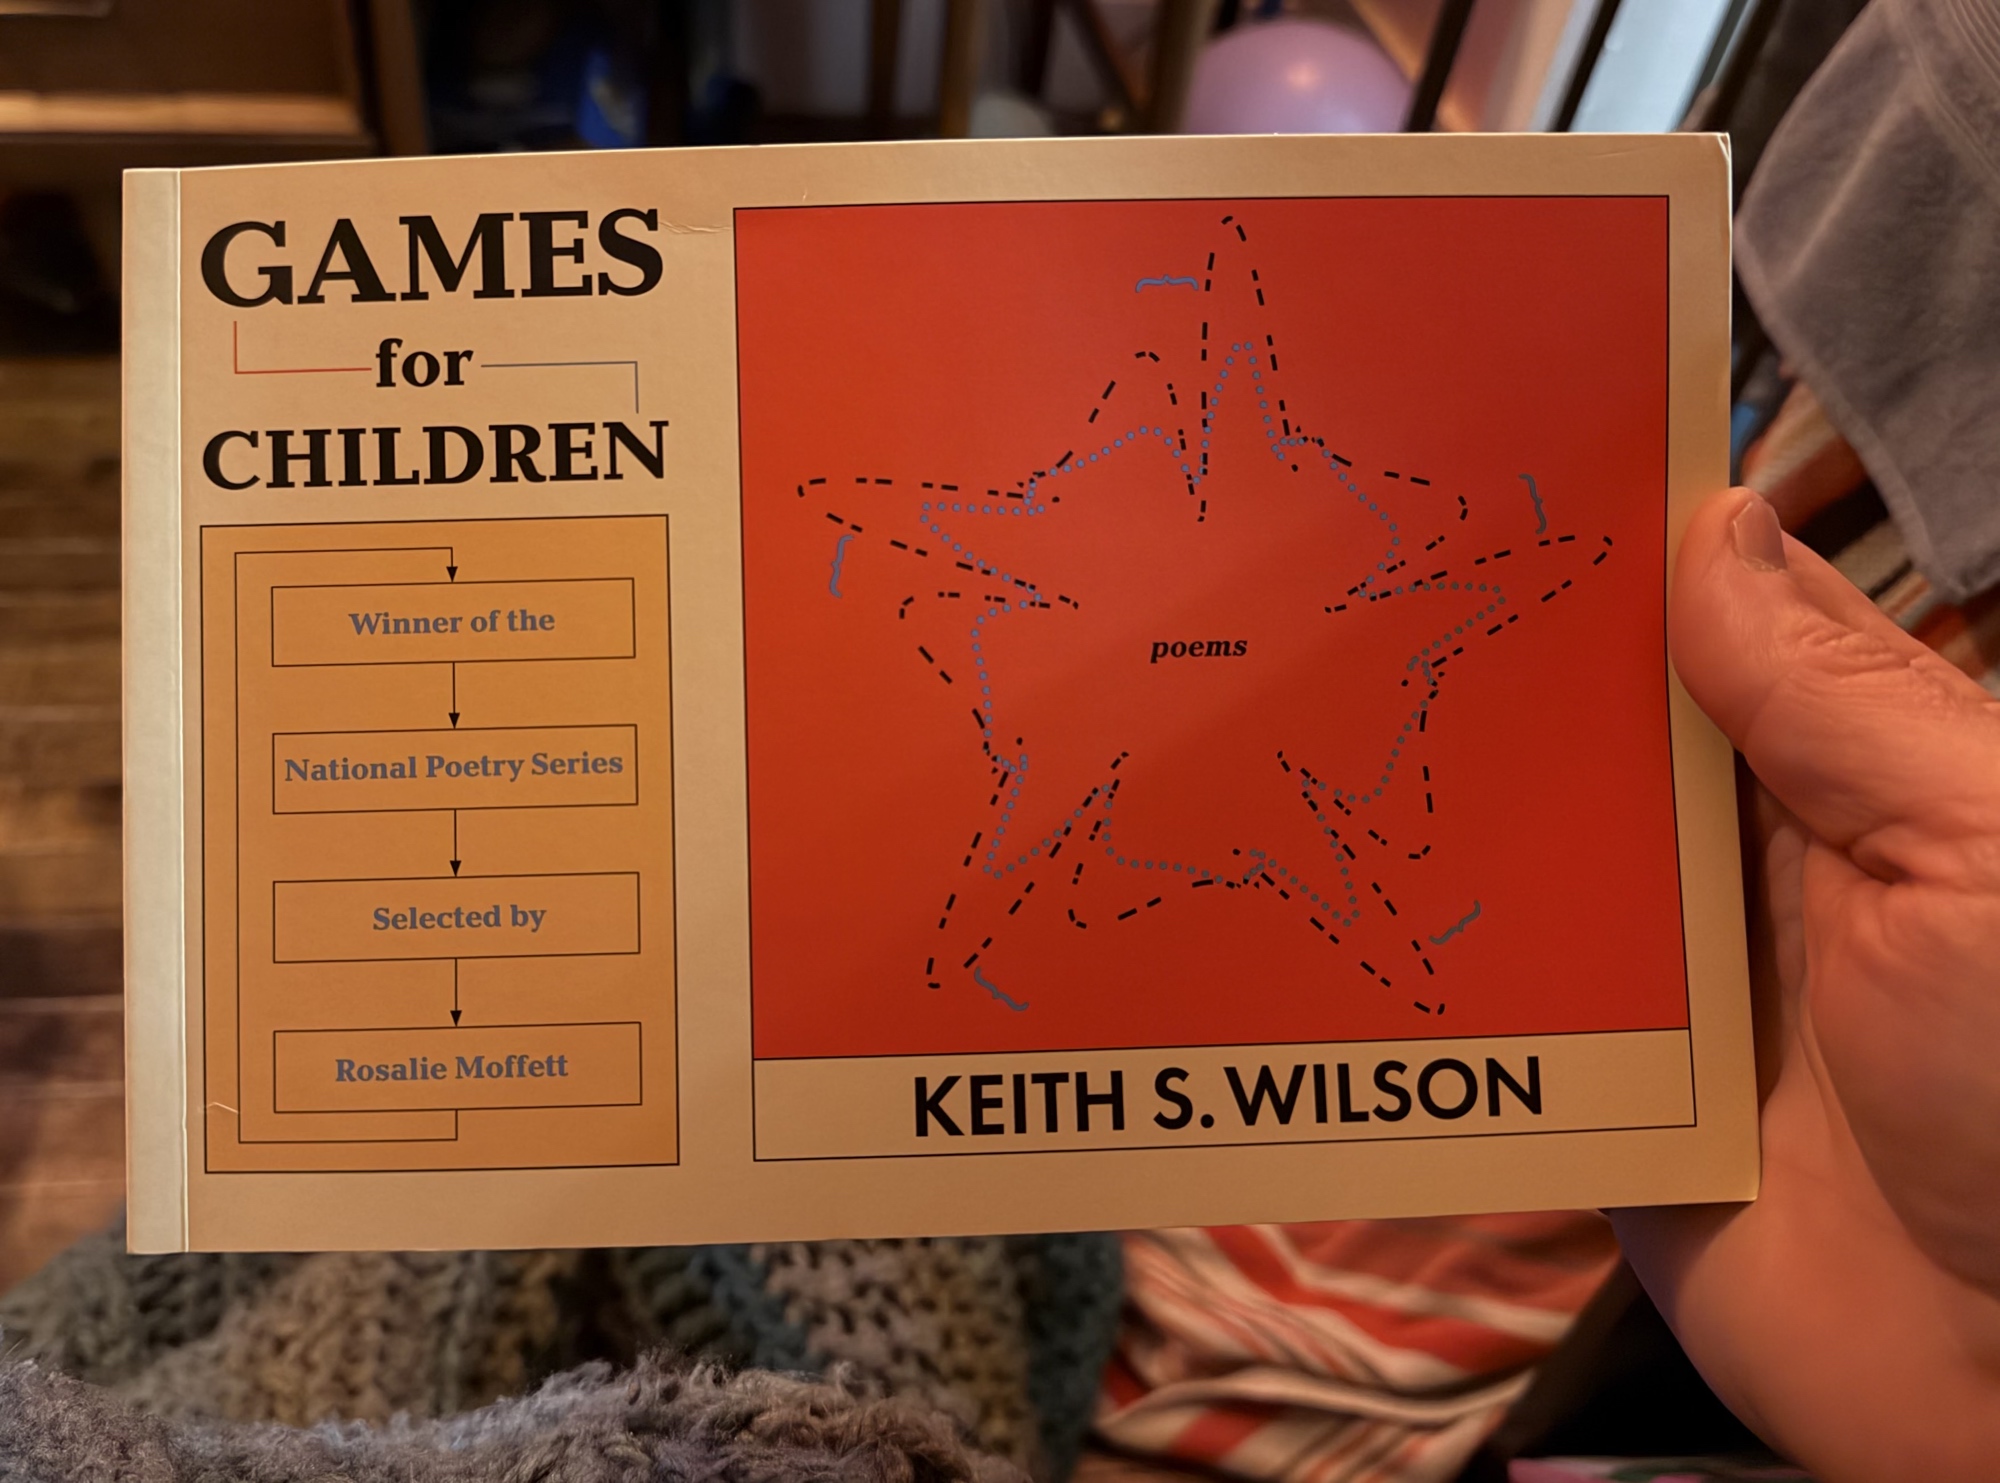 GAMES
for
CHILDREN
Winner of the
National Poetry Series
Selected by
Rosalie Moffett
poems
KEITH S. WILSON